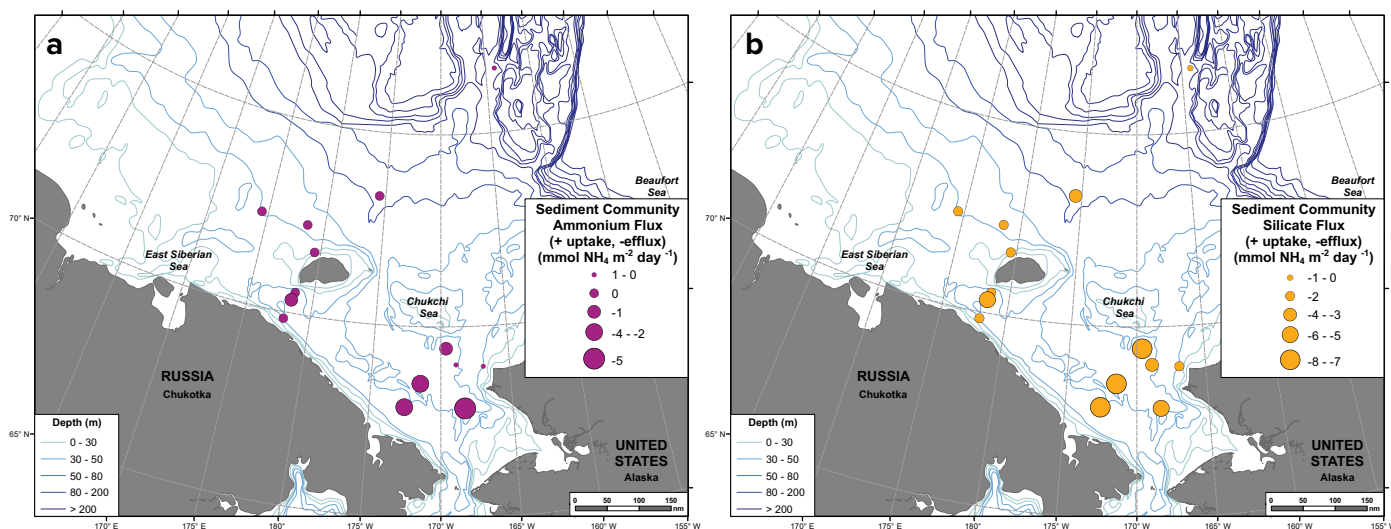 a
Beaufort
Sea
70° N
East Siberian
Sea
Chukchi
Sea
Sediment Community
Ammonium Flux
(+ uptake, -efflux)
(mmol NH₄ m⁻² day ⁻¹)
1 - 0
0
-1
-4 - -2
-5
RUSSIA
Chukotka
UNITED
STATES
Alaska
65° N
Depth (m)
0 - 30
30 - 50
50 - 80
80 - 200
> 200
0 50 100 150
nm
170° E 175° E 180° 175° W 170° W 165° W 160° W 155° W
b
Beaufort
Sea
70° N
East Siberian
Sea
Chukchi
Sea
Sediment Community
Silicate Flux
(+ uptake, -efflux)
(mmol NH₄ m⁻² day ⁻¹)
-1 - 0
-2
-4 - -3
-6 - -5
-8 - -7
RUSSIA
Chukotka
UNITED
STATES
Alaska
65° N
Depth (m)
0 - 30
30 - 50
50 - 80
80 - 200
> 200
0 50 100 150
nm
170° E 175° E 180° 175° W 170° W 165° W 160° W 155° W